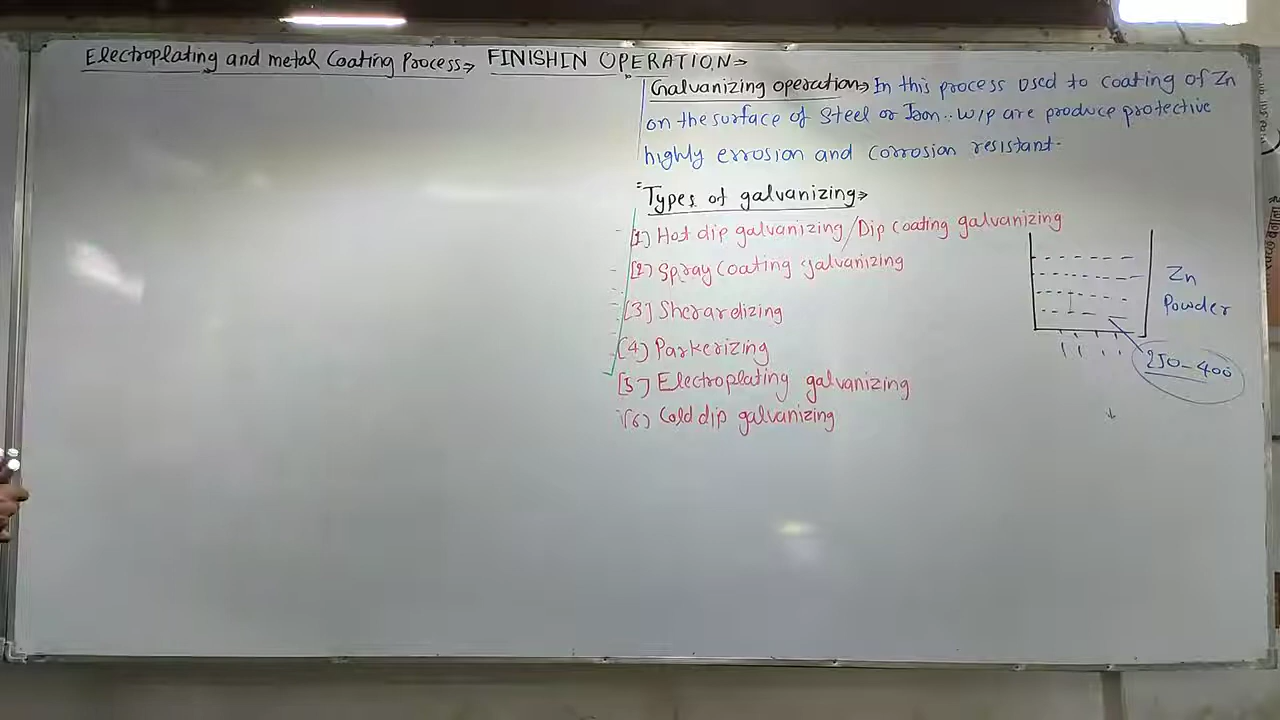 Electroplating and metal Coating Process→ FINISHIN OPERATION→
Galvanizing operation→ In this process used to coating of Zn
on the surface of Steel or Iron. W/p are produce protective
highly errosion and corrosion resistant.
Types of galvanizing→
[1] Hot dip galvanizing/Dip coating galvanizing
[2] Spray coating galvanizing
[3] Sherardizing
[4] Parkerizing
[5] Electroplating galvanizing
[6] Cold dip galvanizing
Zn
Powder
250-400